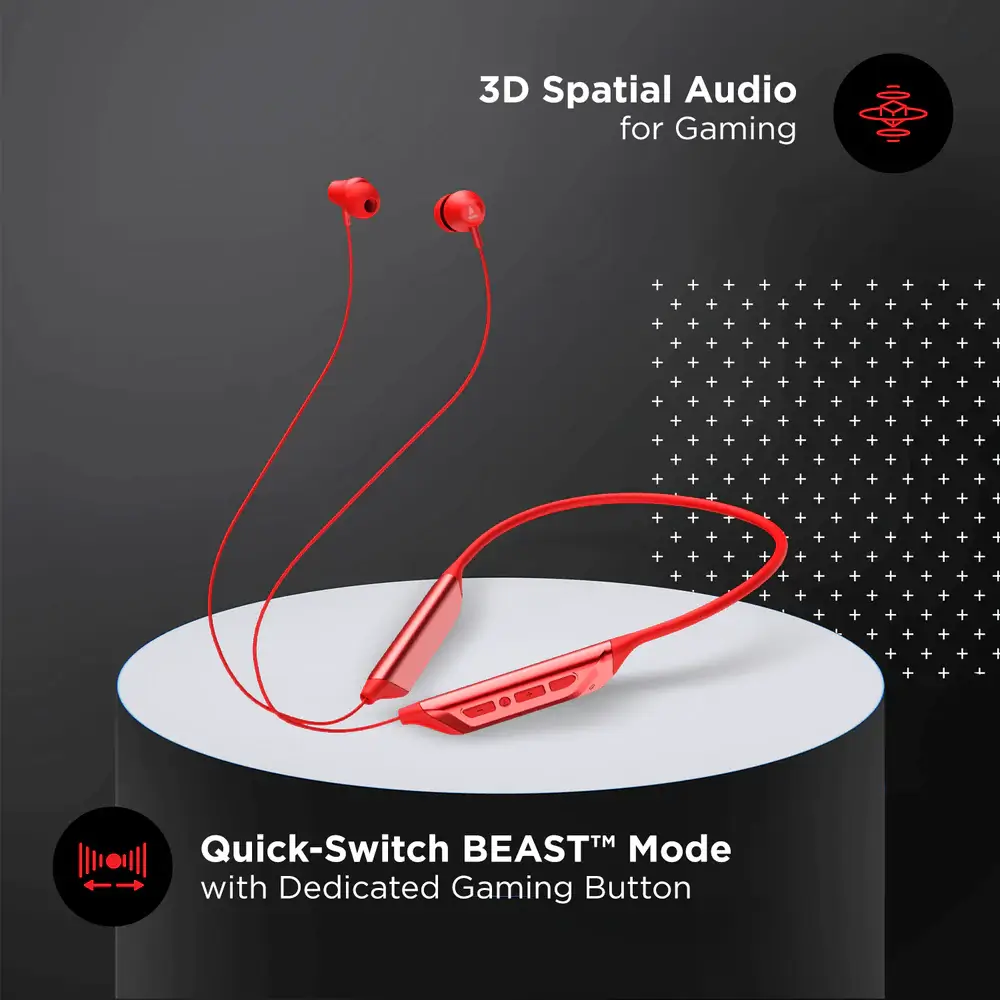 3D Spatial Audio
for Gaming
Quick-Switch BEAST™ Mode
with Dedicated Gaming Button